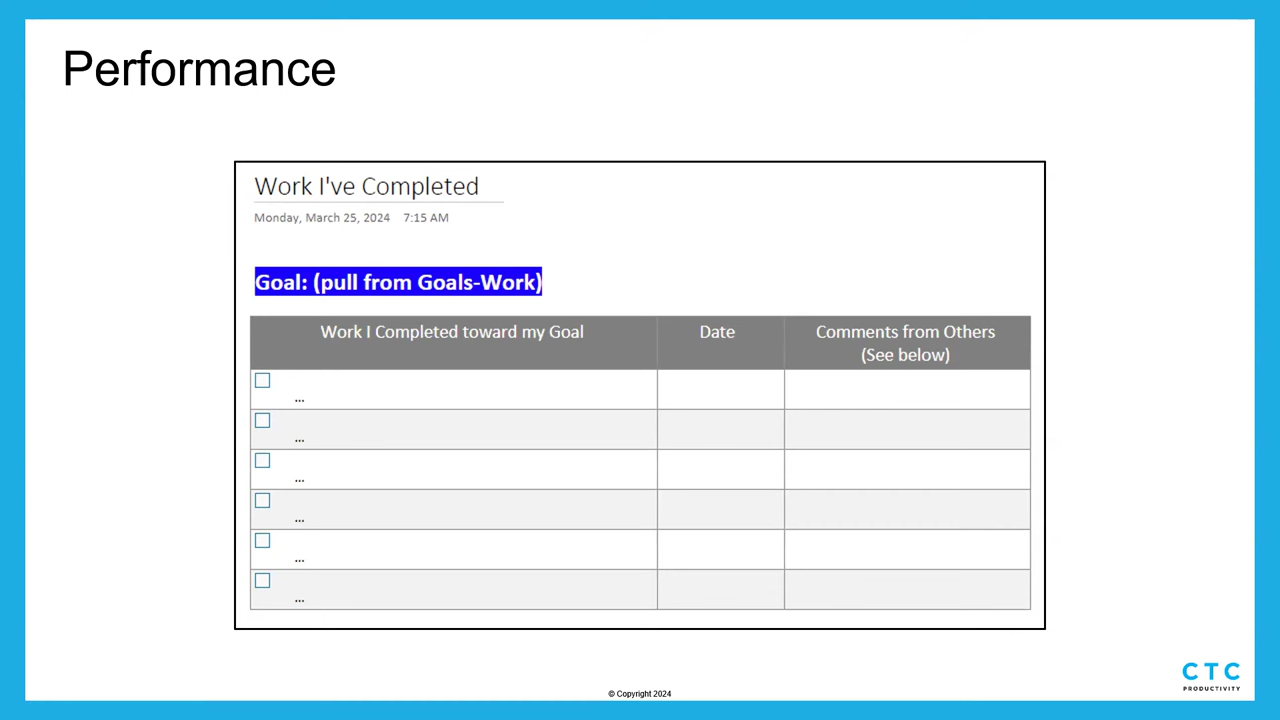 Performance
Work I've Completed
Monday, March 25, 2024 7:15 AM
Goal: (pull from Goals-Work)
Work I Completed toward my Goal
Date
Comments from Others
(See below)
...
...
...
...
...
...
CTC
PRODUCTIVITY
© Copyright 2024